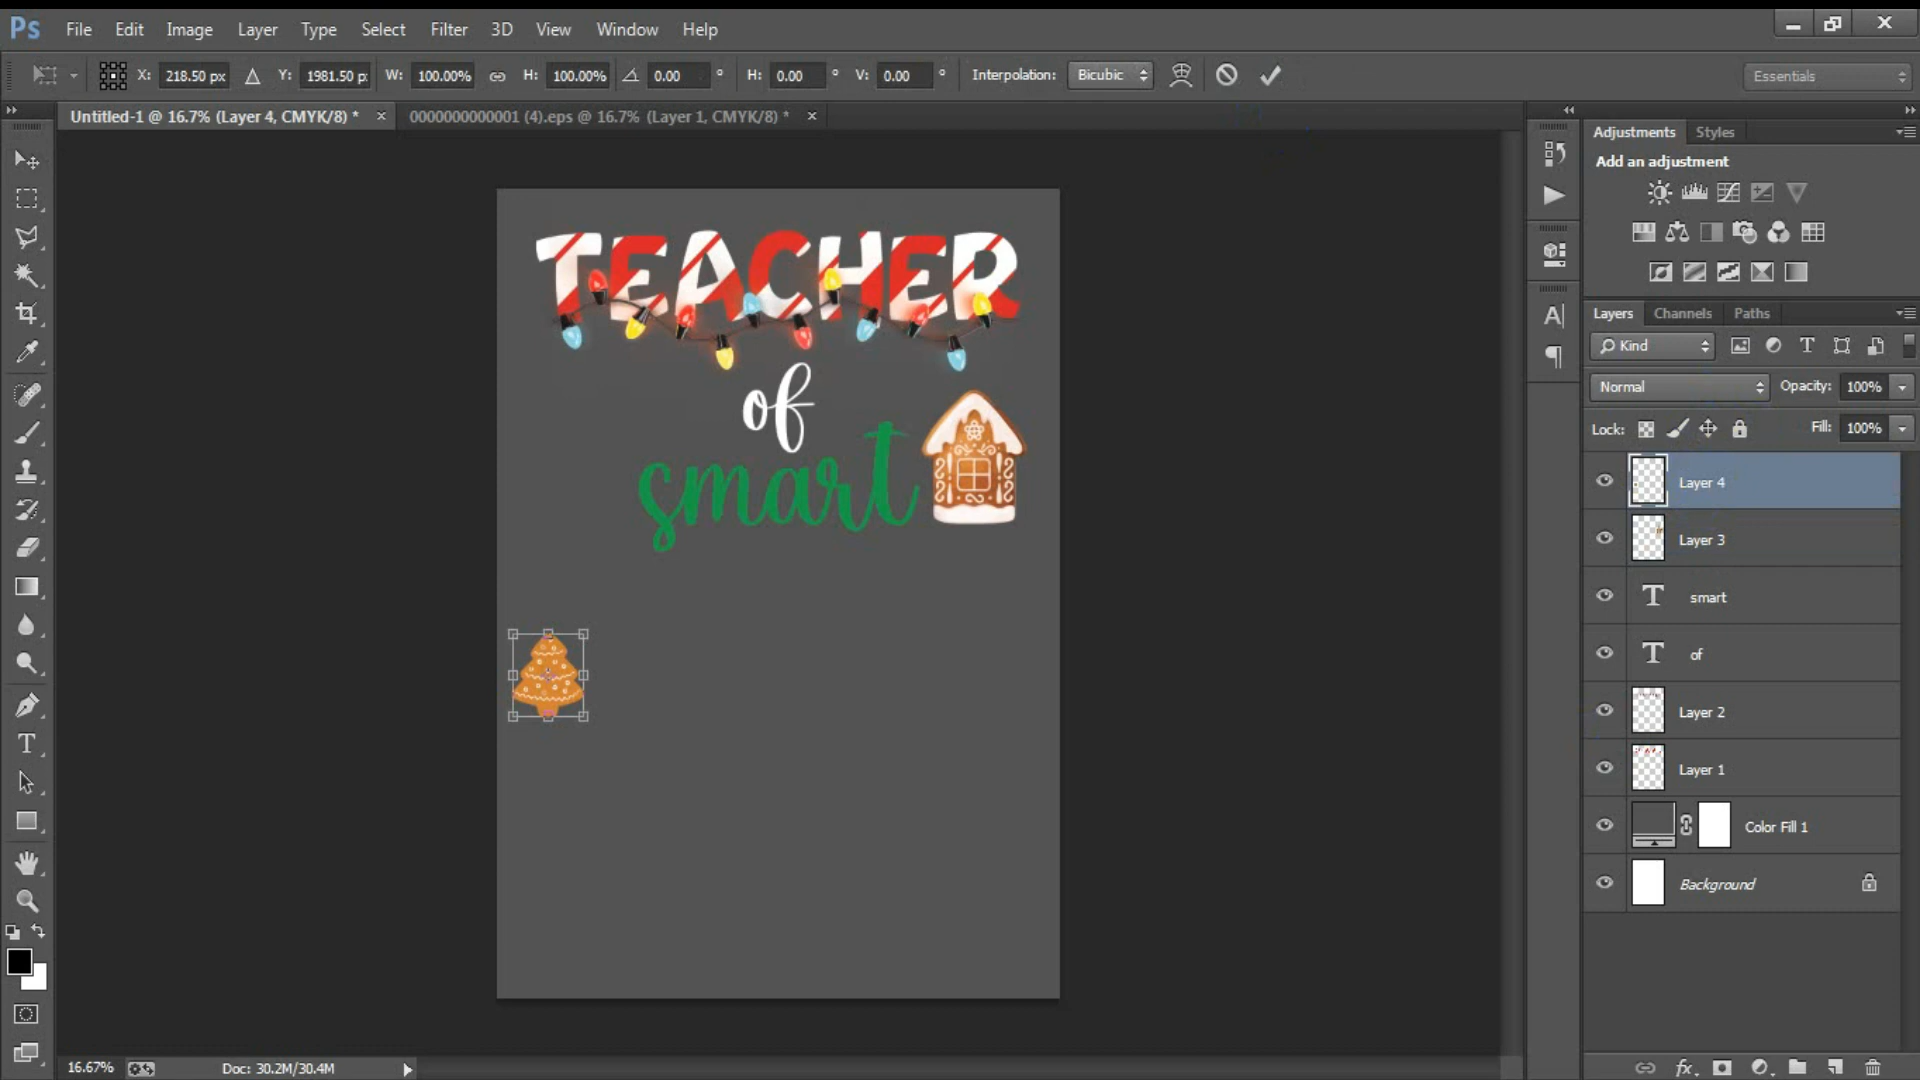 Ps File Edit Image Layer Type Select Filter 3D View Window Help
X: 218.50 px Y: 1981.50 p W: 100.00% H: 100.00% 0.00 ° H: 0.00 ° V: 0.00 ° Interpolation: Bicubic Essentials
Untitled-1 @ 16.7% (Layer 4, CMYK/8) * × 0000000000001 (4).eps @ 16.7% (Layer 1, CMYK/8) * ×
Adjustments Styles
Add an adjustment
TEACHER
of
smart
Layers Channels Paths
Kind
Normal Opacity: 100%
Lock: Fill: 100%
Layer 4
Layer 3
T smart
T of
Layer 2
Layer 1
Color Fill 1
Background
16.67% Doc: 30.2M/30.4M